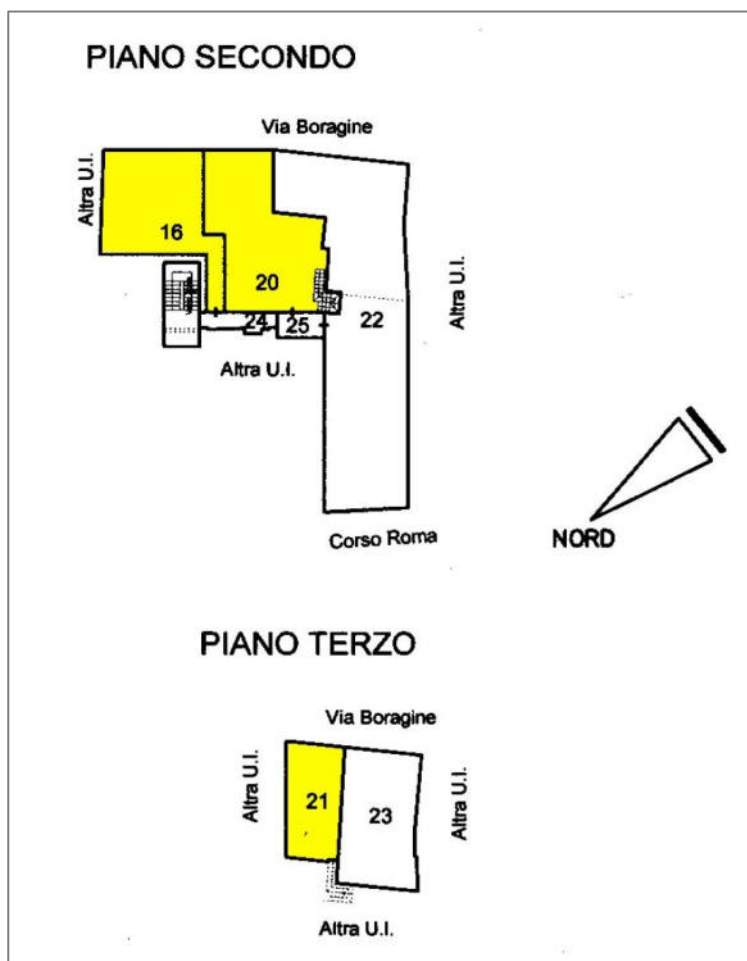 PIANO SECONDO
Via Boragine
Altra U.I.
16
20
Altra U.I.
24
25
22
Altra U.I.
Corso Roma
NORD
PIANO TERZO
Via Boragine
Altra U.I.
21
23
Altra U.I.
Altra U.I.